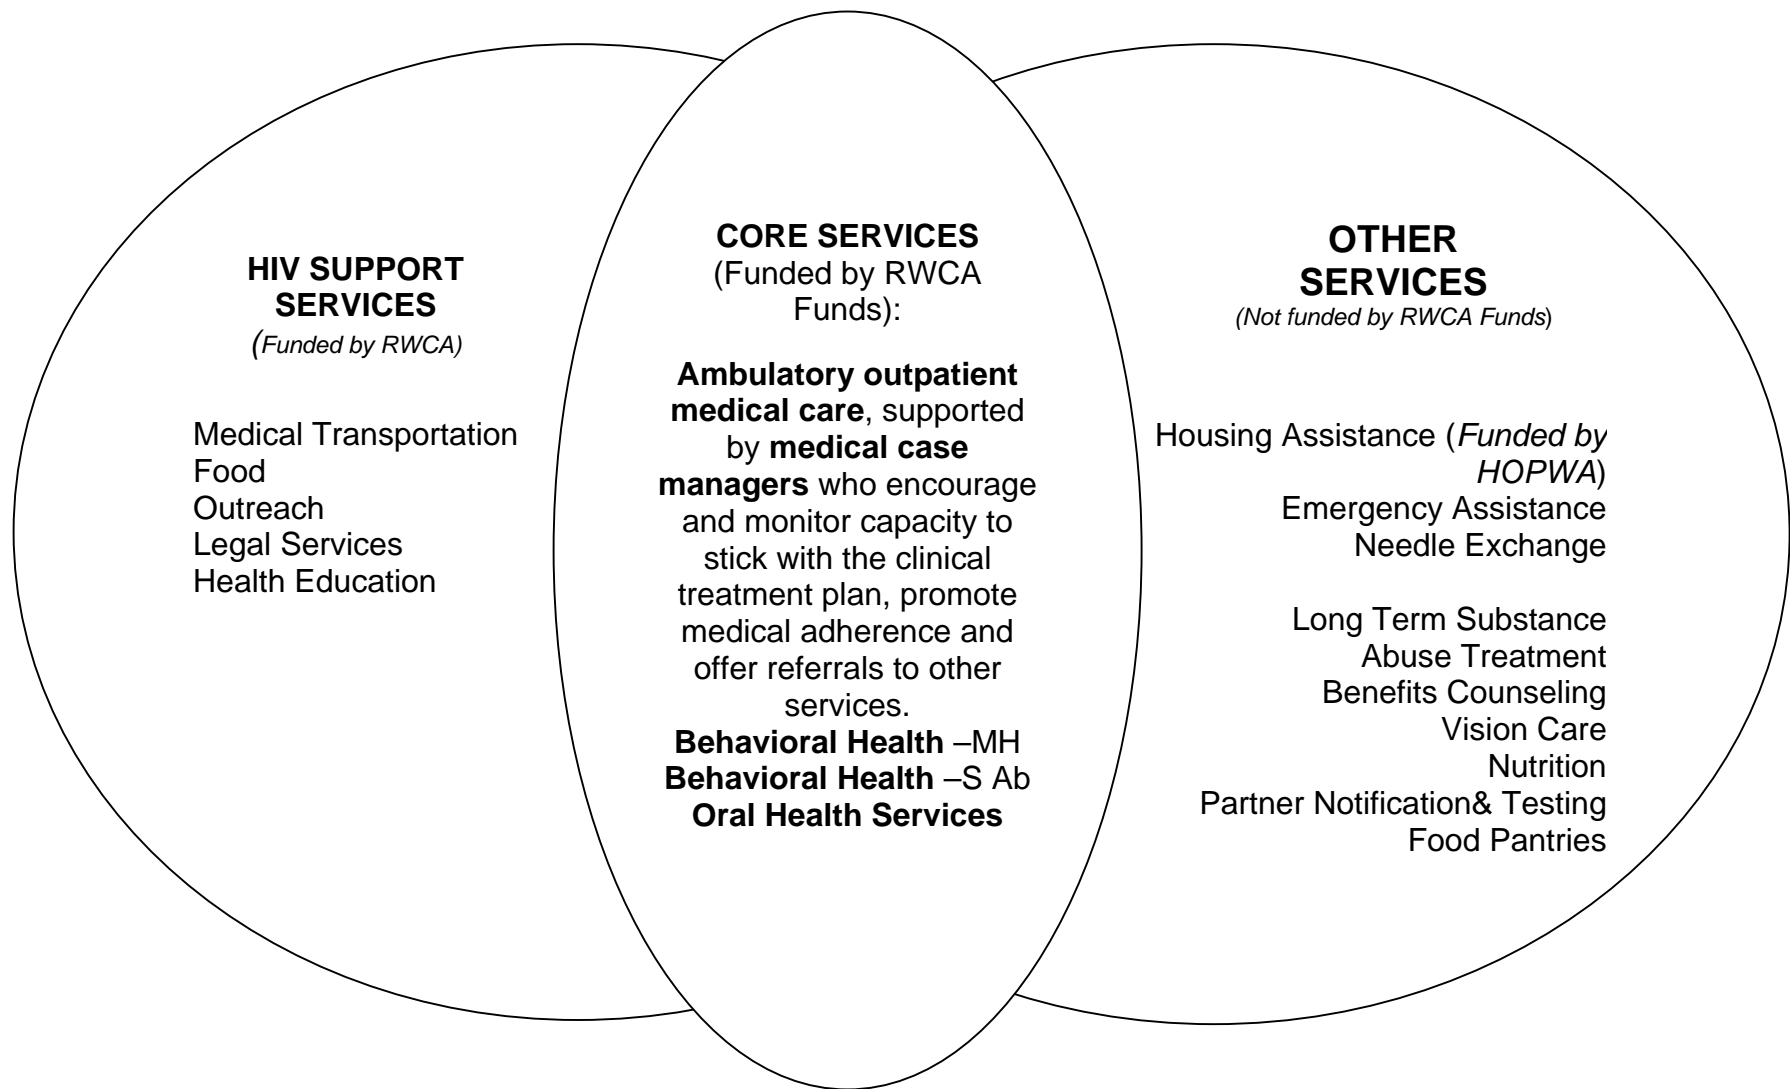 HIV SUPPORT
SERVICES
(Funded by RWCA)
Medical Transportation
Food
Outreach
Legal Services
Health Education
CORE SERVICES
(Funded by RWCA
Funds):
Ambulatory outpatient
medical care, supported
by medical case
managers who encourage
and monitor capacity to
stick with the clinical
treatment plan, promote
medical adherence and
offer referrals to other
services.
Behavioral Health –MH
Behavioral Health –S Ab
Oral Health Services
OTHER
SERVICES
(Not funded by RWCA Funds)
Housing Assistance (Funded by
HOPWA)
Emergency Assistance
Needle Exchange
Long Term Substance
Abuse Treatment
Benefits Counseling
Vision Care
Nutrition
Partner Notification& Testing
Food Pantries